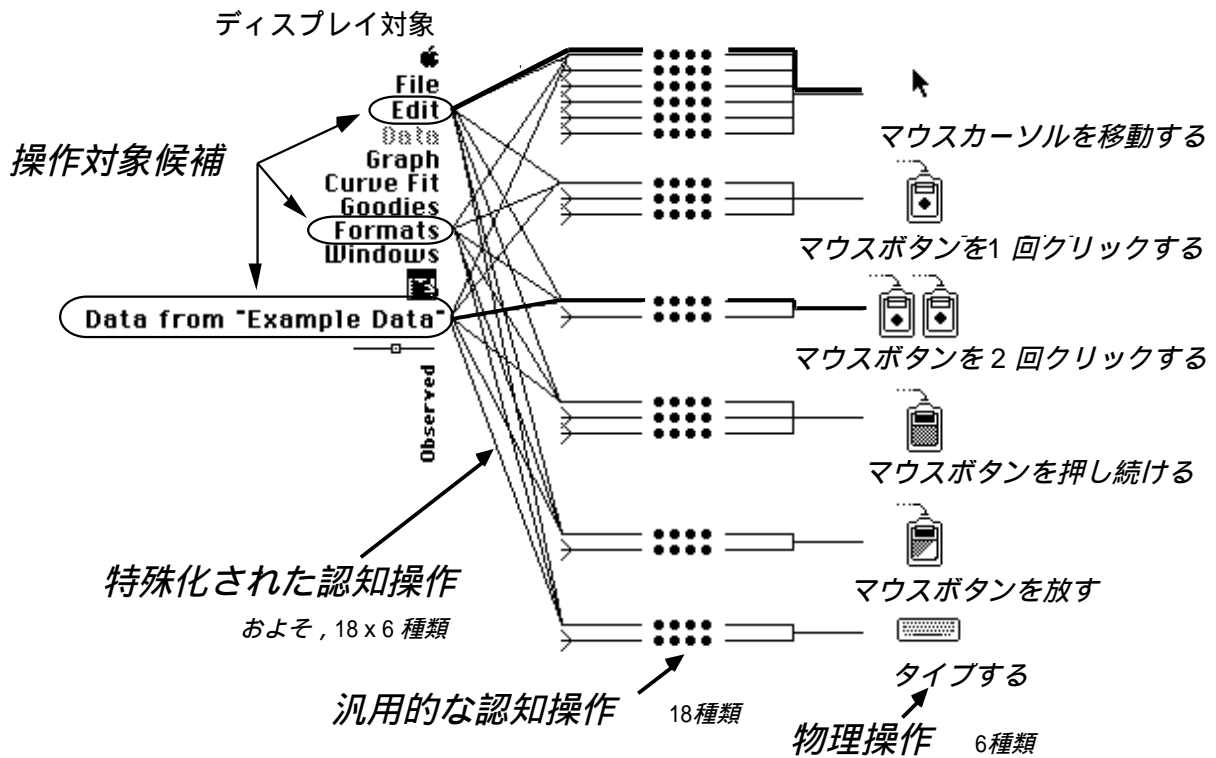 ディスプレイ対象
File
Edit
Data
Graph
Curve Fit
Goodies
Formats
Windows
Data from "Example Data"
Observed
操作対象候補
特殊化された認知操作
およそ , 18 x 6 種類
汎用的な認知操作 18種類
マウスカーソルを移動する
マウスボタンを1 回クリックする
マウスボタンを 2 回クリックする
マウスボタンを押し続ける
マウスボタンを放す
タイプする
物理操作 6種類